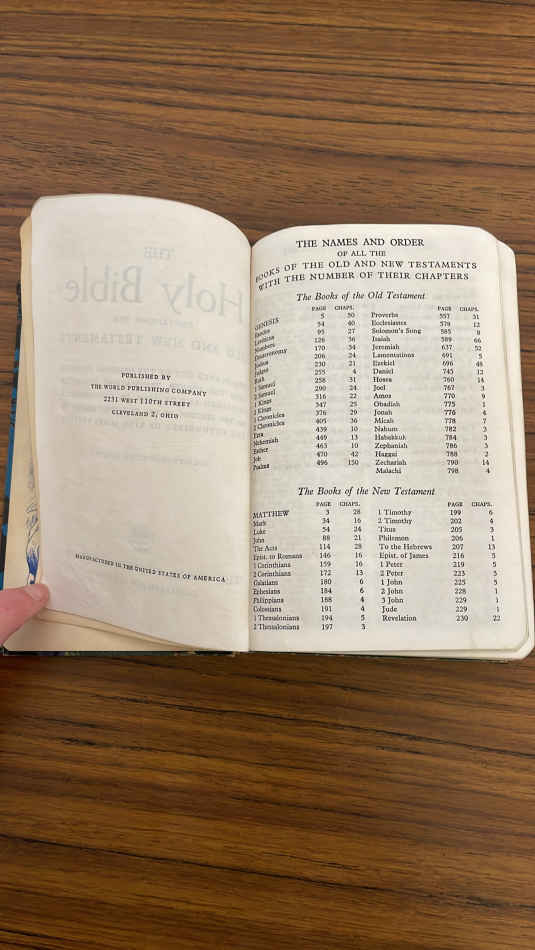 THE
Holy Bible
PUBLISHED BY
THE WORLD PUBLISHING COMPANY
2231 WEST 110TH STREET
CLEVELAND 2, OHIO
MANUFACTURED IN THE UNITED STATES OF AMERICA
THE NAMES AND ORDER
OF ALL THE
BOOKS OF THE OLD AND NEW TESTAMENTS
WITH THE NUMBER OF THEIR CHAPTERS
The Books of the Old Testament
PAGE CHAPS.
GENESIS 5 50
Exodus 54 40
Leviticus 95 27
Numbers 126 36
Deuteronomy 170 34
Joshua 206 24
Judges 230 21
Ruth 255 4
1 Samuel 258 31
2 Samuel 290 24
1 Kings 316 22
2 Kings 347 25
1 Chronicles 376 29
2 Chronicles 405 36
Ezra 439 10
Nehemiah 449 13
Esther 463 10
Job 470 42
Psalms 496 150
PAGE CHAPS.
Proverbs 557 31
Ecclesiastes 578 12
Solomon's Song 585 8
Isaiah 589 66
Jeremiah 637 52
Lamentations 691 5
Ezekiel 696 48
Daniel 745 12
Hosea 760 14
Joel 767 3
Amos 770 9
Obadiah 775 1
Jonah 776 4
Micah 778 7
Nahum 782 3
Habakkuk 784 3
Zephaniah 786 3
Haggai 788 2
Zechariah 790 14
Malachi 798 4
The Books of the New Testament
PAGE CHAPS.
MATTHEW 3 28
Mark 34 16
Luke 54 24
John 88 21
The Acts 114 28
Epist. to Romans 146 16
1 Corinthians 159 16
2 Corinthians 172 13
Galatians 180 6
Ephesians 184 6
Philippians 188 4
Colossians 191 4
1 Thessalonians 194 5
2 Thessalonians 197 3
PAGE CHAPS.
1 Timothy 199 6
2 Timothy 202 4
Titus 205 3
Philemon 206 1
To the Hebrews 207 13
Epist. of James 216 5
1 Peter 219 5
2 Peter 223 3
1 John 225 5
2 John 228 1
3 John 229 1
Jude 229 1
Revelation 230 22